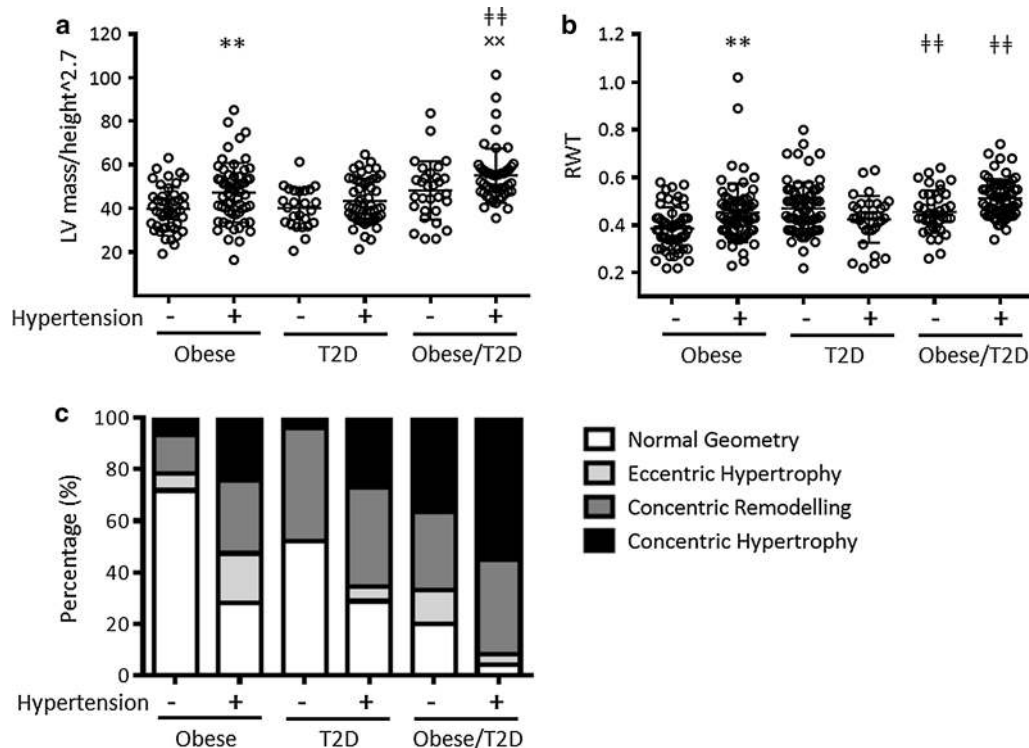 a
LV mass/height^2.7
120
100
80
60
40
20
**
ǂǂ
××
Hypertension - + - + - +
Obese T2D Obese/T2D
b
RWT
1.2
1.0
0.8
0.6
0.4
0.2
**
ǂǂ
ǂǂ
- + - + - +
Obese T2D Obese/T2D
c
Percentage (%)
100
80
60
40
20
0
Hypertension - + - + - +
Obese T2D Obese/T2D
Normal Geometry
Eccentric Hypertrophy
Concentric Remodelling
Concentric Hypertrophy